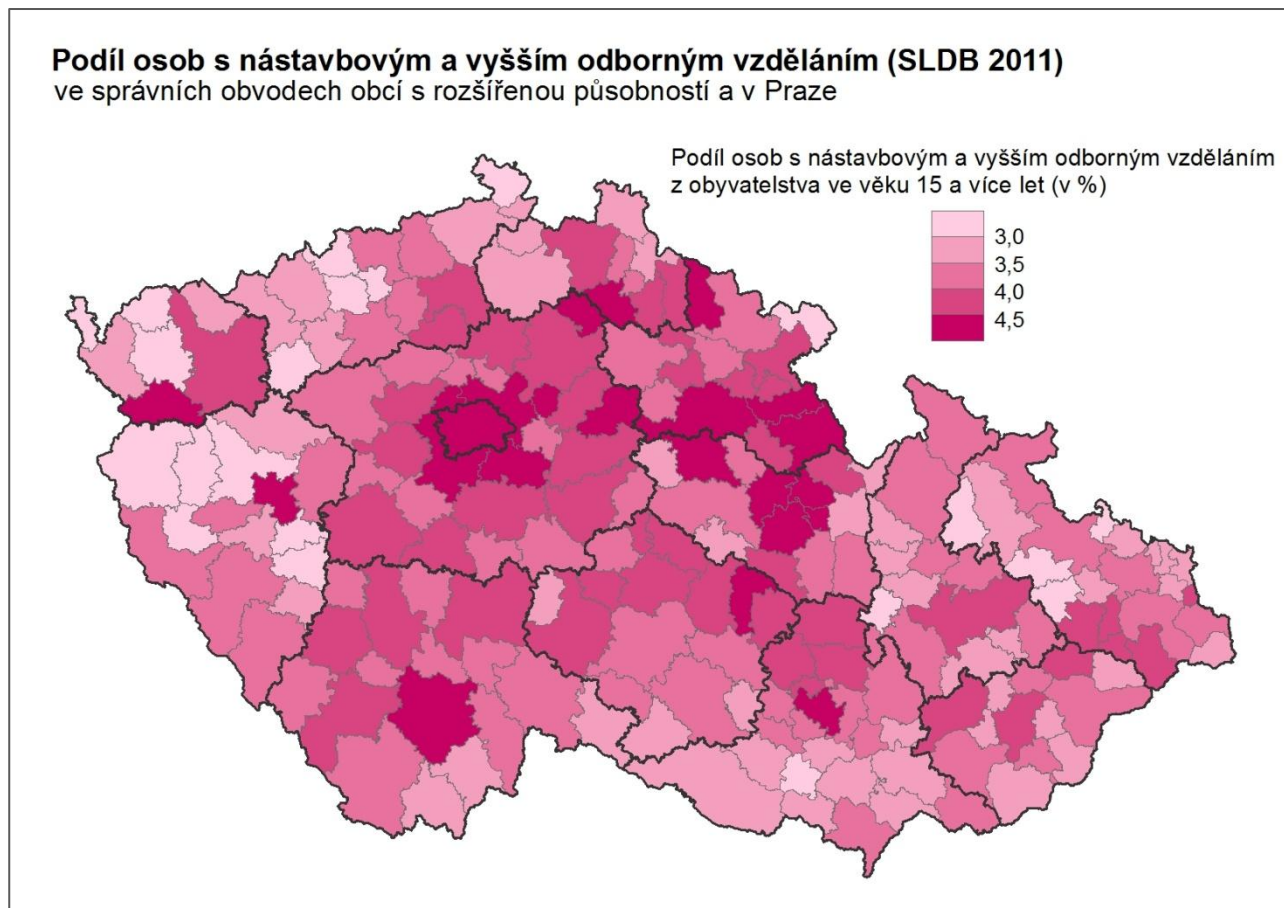 Podíl osob s nástavbovým a vyšším odborným vzděláním (SLDB 2011)
ve správních obvodech obcí s rozšířenou působností a v Praze
Podíl osob s nástavbovým a vyšším odborným vzděláním
z obyvatelstva ve věku 15 a více let (v %)
3,0
3,5
4,0
4,5